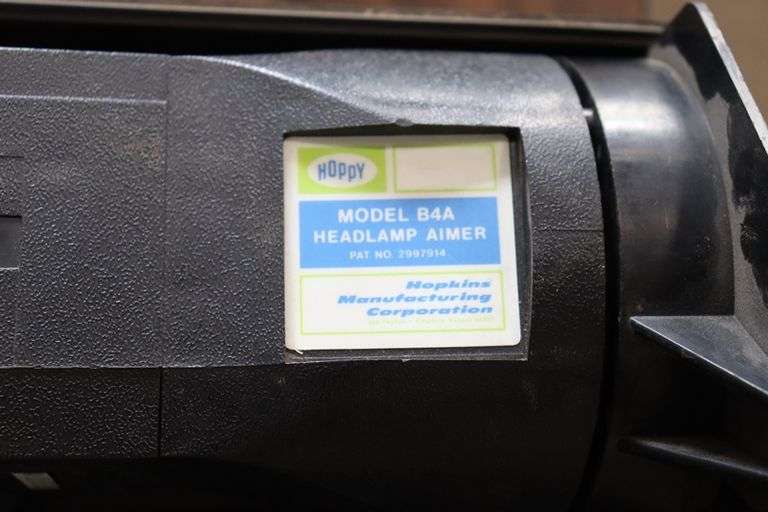 HOPPY
MODEL B4A
HEADLAMP AIMER
PAT NO. 2997914
Hopkins
Manufacturing
Corporation